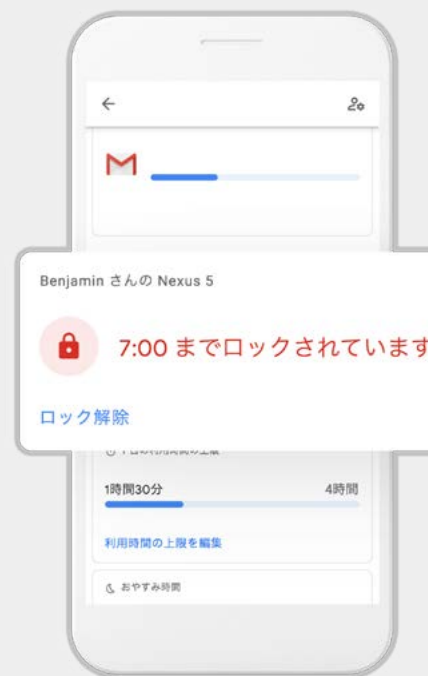 Benjamin さんの Nexus 5
7:00 までロックされています
ロック解除
1時間30分
4時間
利用時間の上限を編集
おやすみ時間